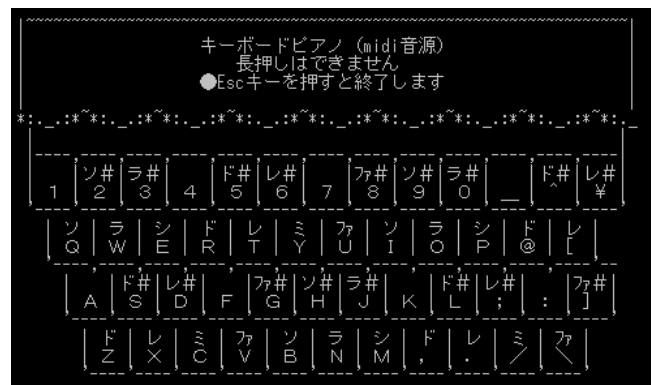 キーボードピアノ (midi音源)
長押しはできません
●Escキーを押すと終了します
ソ# ラ# ド# レ# ファ# ソ# ラ# ド# レ#
1 2 3 4 5 6 7 8 9 0 _ ^ ¥
ソ ラ シ ド レ ミ ファ ソ ラ シ ド レ
Q W E R T Y U I O P @ [
ド# レ# ファ# ソ# ラ# ド# レ# ファ#
A S D F G H J K L ; : ]
ド レ ミ ファ ソ ラ シ ド レ ミ ファ
Z X C V B N M , . / \